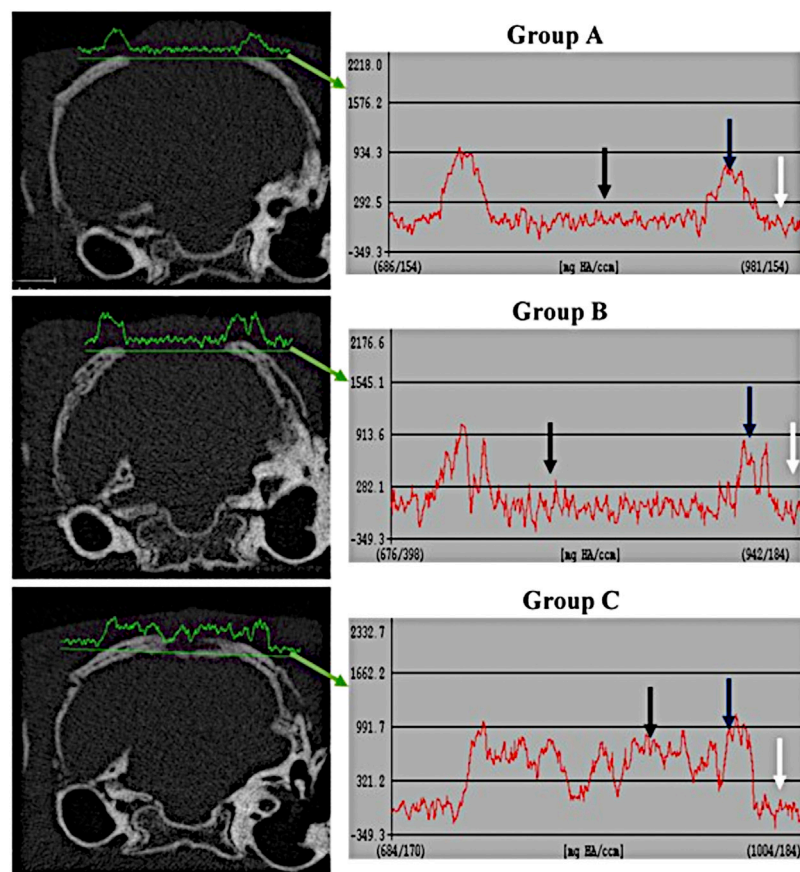 Group A
2218.0
1576.2
934.3
292.5
-349.3
(686/154) [mg HA/ccm] (981/154)
Group B
2176.6
1545.1
913.6
282.1
-349.3
(676/398) [mg HA/ccm] (942/184)
Group C
2332.7
1662.2
991.7
321.2
-349.3
(684/170) [mg HA/ccm] (1004/184)